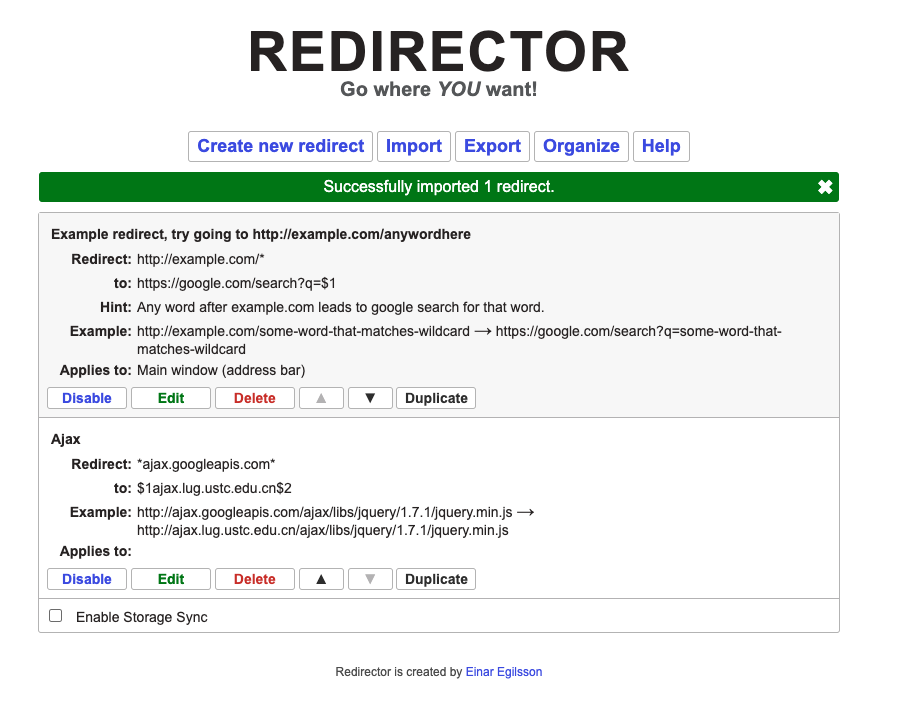 REDIRECTOR
Go where YOU want!
Create new redirect Import Export Organize Help
Successfully imported 1 redirect. ✖
Example redirect, try going to http://example.com/anywordhere
Redirect: http://example.com/*
to: https://google.com/search?q=$1
Hint: Any word after example.com leads to google search for that word.
Example: http://example.com/some-word-that-matches-wildcard → https://google.com/search?q=some-word-that-
matches-wildcard
Applies to: Main window (address bar)
Disable Edit Delete ▲ ▼ Duplicate
Ajax
Redirect: *ajax.googleapis.com*
to: $1ajax.lug.ustc.edu.cn$2
Example: http://ajax.googleapis.com/ajax/libs/jquery/1.7.1/jquery.min.js →
http://ajax.lug.ustc.edu.cn/ajax/libs/jquery/1.7.1/jquery.min.js
Applies to:
Disable Edit Delete ▲ ▼ Duplicate
Enable Storage Sync
Redirector is created by Einar Egilsson